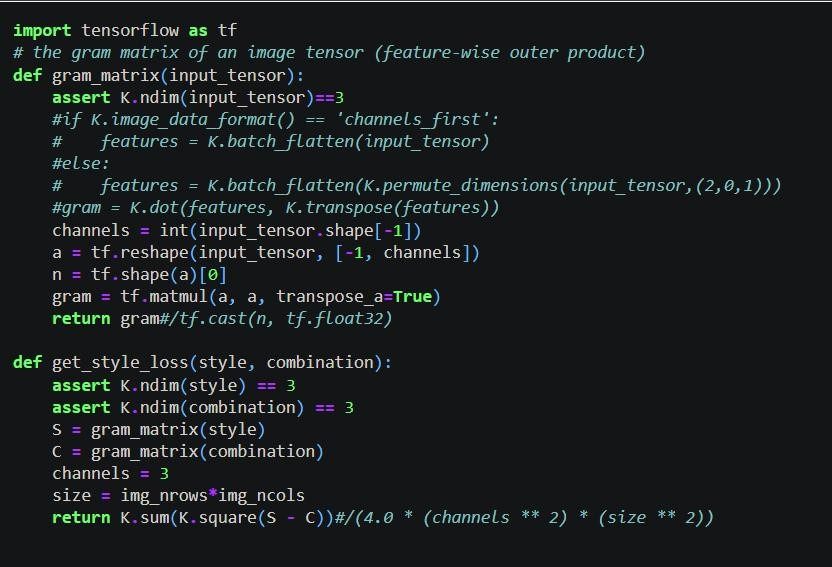 import tensorflow as tf
# the gram matrix of an image tensor (feature-wise outer product)
def gram_matrix(input_tensor):
    assert K.ndim(input_tensor)==3
    #if K.image_data_format() == 'channels_first':
    #    features = K.batch_flatten(input_tensor)
    #else:
    #    features = K.batch_flatten(K.permute_dimensions(input_tensor,(2,0,1)))
    #gram = K.dot(features, K.transpose(features))
    channels = int(input_tensor.shape[-1])
    a = tf.reshape(input_tensor, [-1, channels])
    n = tf.shape(a)[0]
    gram = tf.matmul(a, a, transpose_a=True)
    return gram#/tf.cast(n, tf.float32)

def get_style_loss(style, combination):
    assert K.ndim(style) == 3
    assert K.ndim(combination) == 3
    S = gram_matrix(style)
    C = gram_matrix(combination)
    channels = 3
    size = img_nrows*img_ncols
    return K.sum(K.square(S - C))#/(4.0 * (channels ** 2) * (size ** 2))